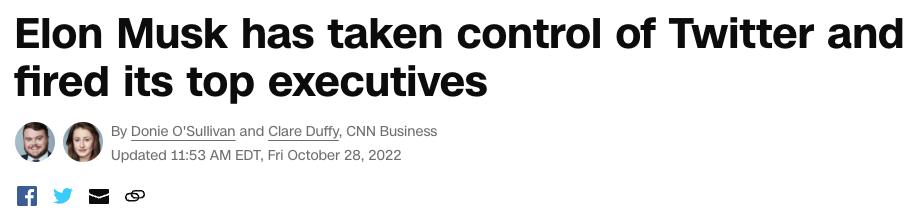 Elon Musk has taken control of Twitter and
fired its top executives
By Donie O'Sullivan and Clare Duffy, CNN Business
Updated 11:53 AM EDT, Fri October 28, 2022